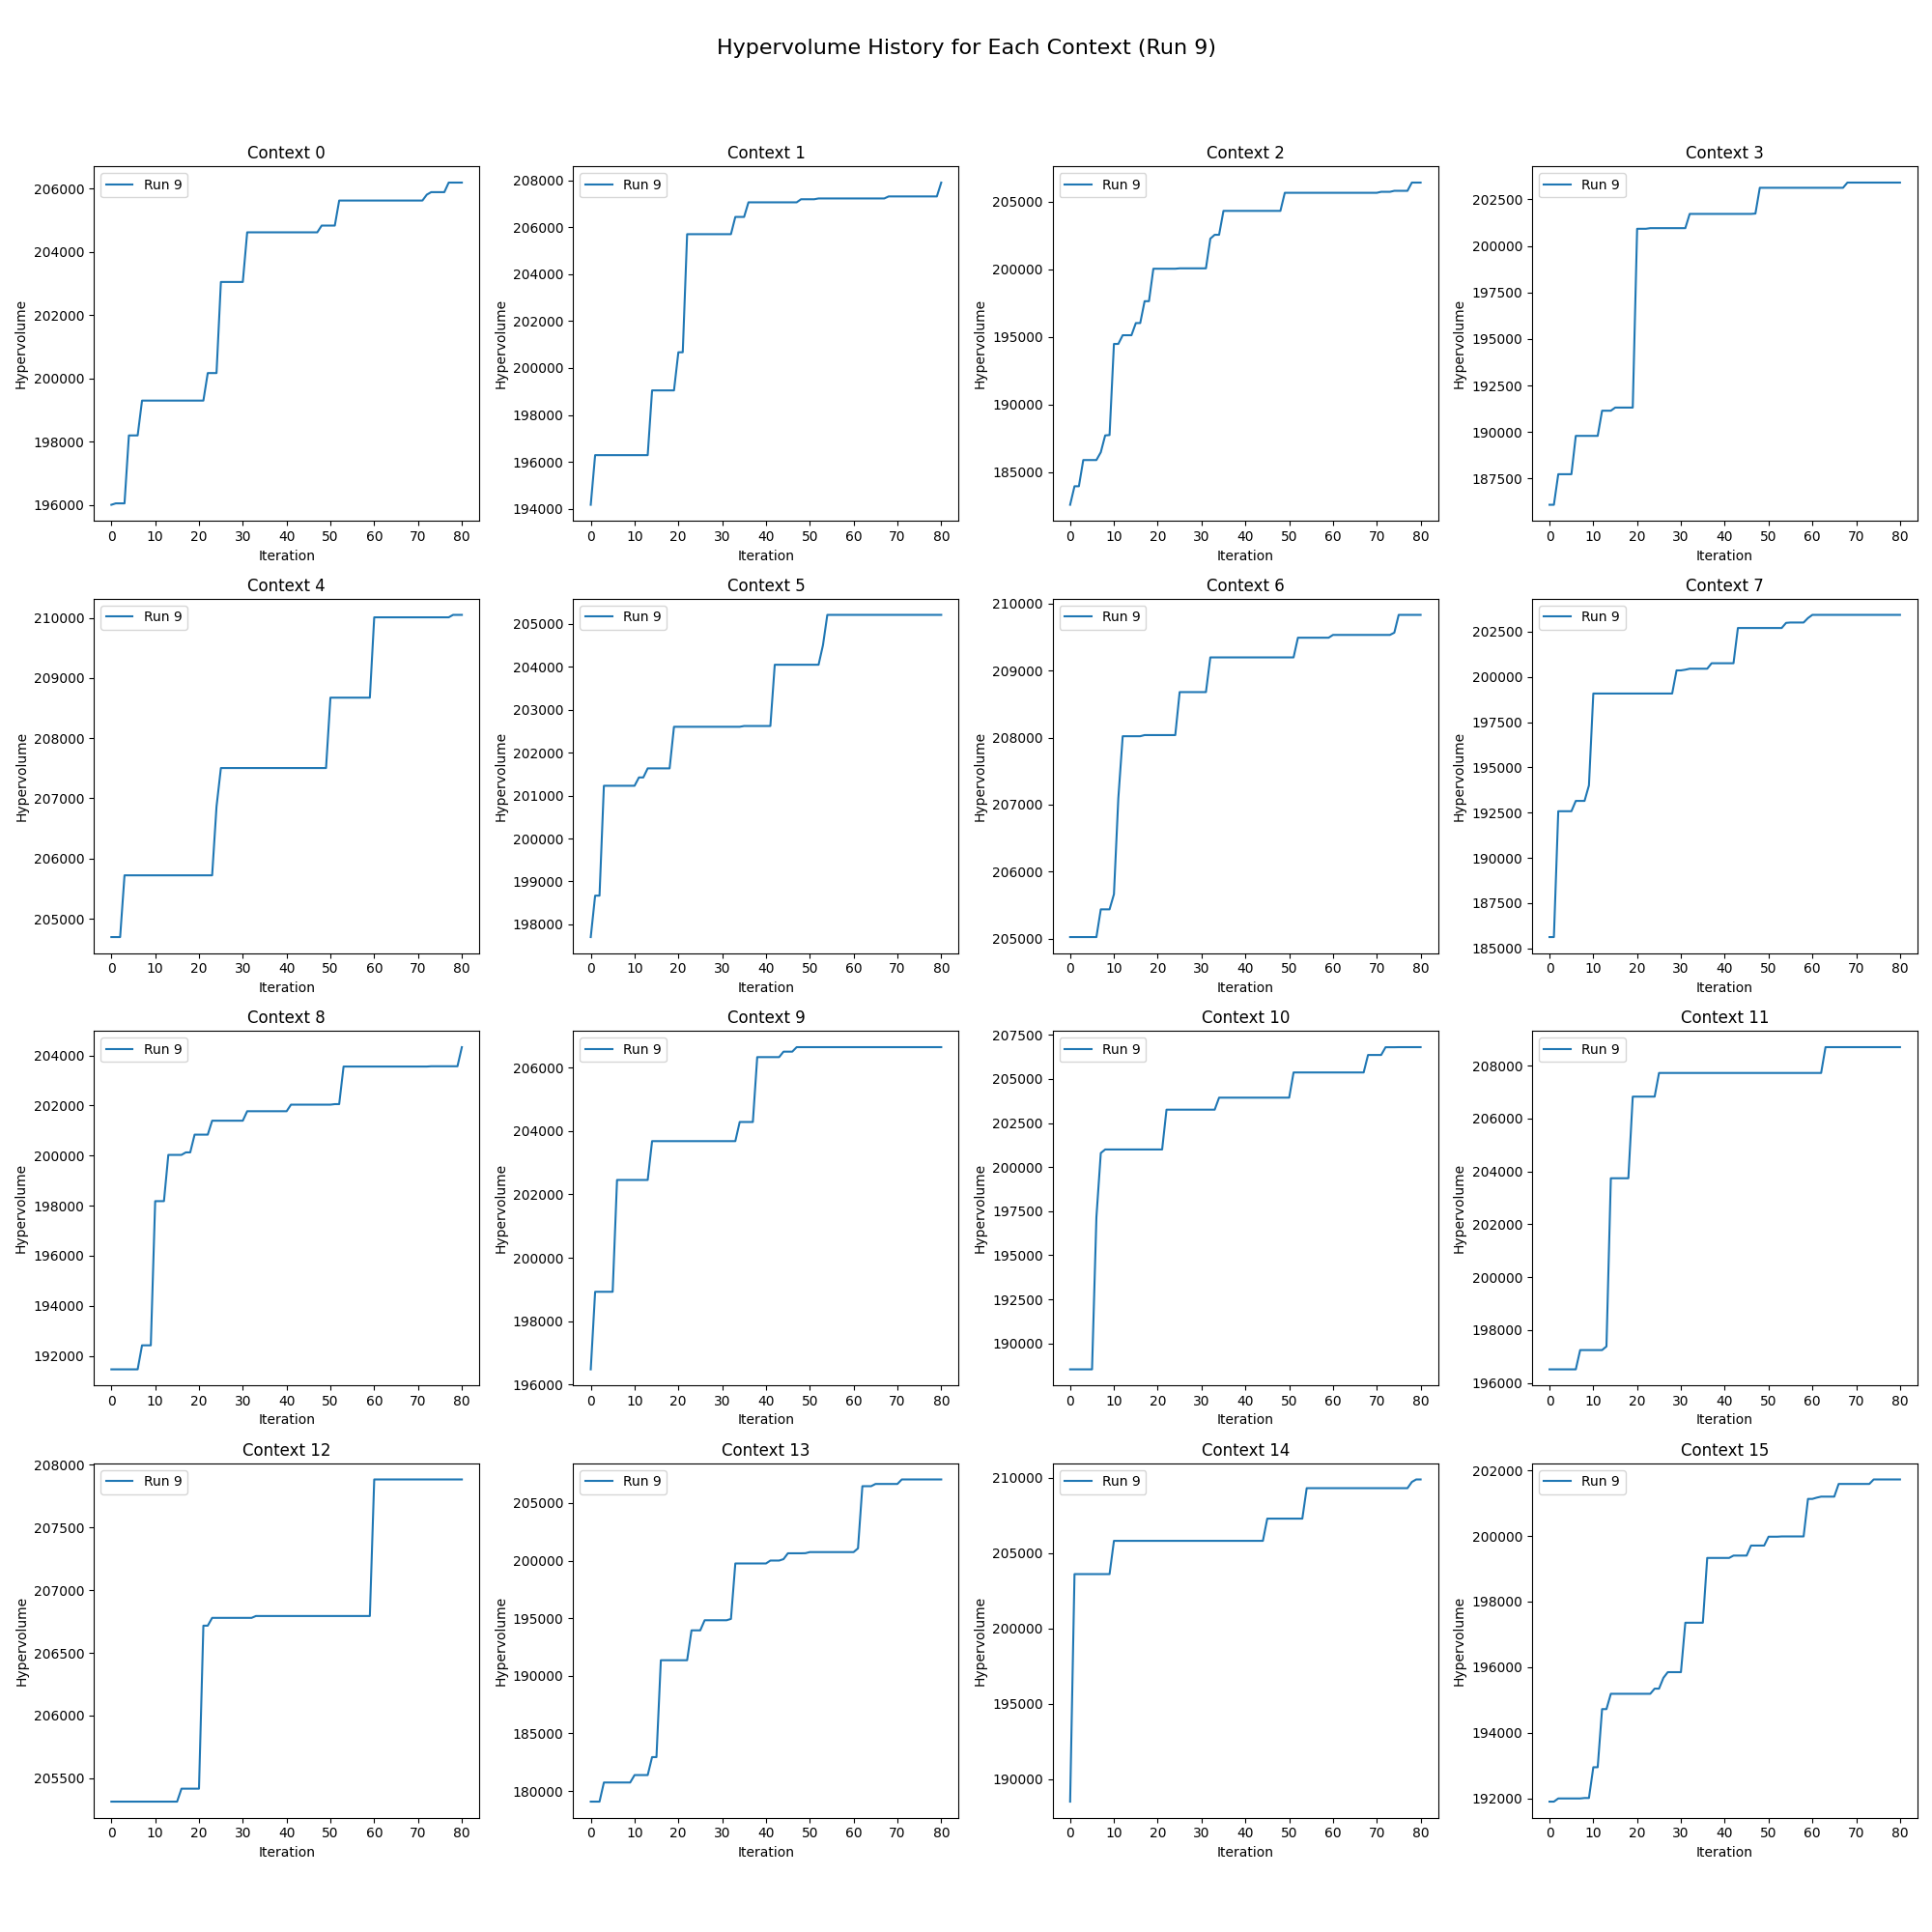 Hypervolume History for Each Context (Run 9)
Context 0
Run 9
Hypervolume
206000
204000
202000
200000
198000
196000
0 10 20 30 40 50 60 70 80
Iteration
Context 1
Run 9
Hypervolume
208000
206000
204000
202000
200000
198000
196000
194000
0 10 20 30 40 50 60 70 80
Iteration
Context 2
Run 9
Hypervolume
205000
200000
195000
190000
185000
0 10 20 30 40 50 60 70 80
Iteration
Context 3
Run 9
Hypervolume
202500
200000
197500
195000
192500
190000
187500
0 10 20 30 40 50 60 70 80
Iteration
Context 4
Run 9
Hypervolume
210000
209000
208000
207000
206000
205000
0 10 20 30 40 50 60 70 80
Iteration
Context 5
Run 9
Hypervolume
205000
204000
203000
202000
201000
200000
199000
198000
0 10 20 30 40 50 60 70 80
Iteration
Context 6
Run 9
Hypervolume
210000
209000
208000
207000
206000
205000
0 10 20 30 40 50 60 70 80
Iteration
Context 7
Run 9
Hypervolume
202500
200000
197500
195000
192500
190000
187500
185000
0 10 20 30 40 50 60 70 80
Iteration
Context 8
Run 9
Hypervolume
204000
202000
200000
198000
196000
194000
192000
0 10 20 30 40 50 60 70 80
Iteration
Context 9
Run 9
Hypervolume
206000
204000
202000
200000
198000
196000
0 10 20 30 40 50 60 70 80
Iteration
Context 10
Run 9
Hypervolume
207500
205000
202500
200000
197500
195000
192500
190000
0 10 20 30 40 50 60 70 80
Iteration
Context 11
Run 9
Hypervolume
208000
206000
204000
202000
200000
198000
196000
0 10 20 30 40 50 60 70 80
Iteration
Context 12
Run 9
Hypervolume
208000
207500
207000
206500
206000
205500
0 10 20 30 40 50 60 70 80
Iteration
Context 13
Run 9
Hypervolume
205000
200000
195000
190000
185000
180000
0 10 20 30 40 50 60 70 80
Iteration
Context 14
Run 9
Hypervolume
210000
205000
200000
195000
190000
0 10 20 30 40 50 60 70 80
Iteration
Context 15
Run 9
Hypervolume
202000
200000
198000
196000
194000
192000
0 10 20 30 40 50 60 70 80
Iteration